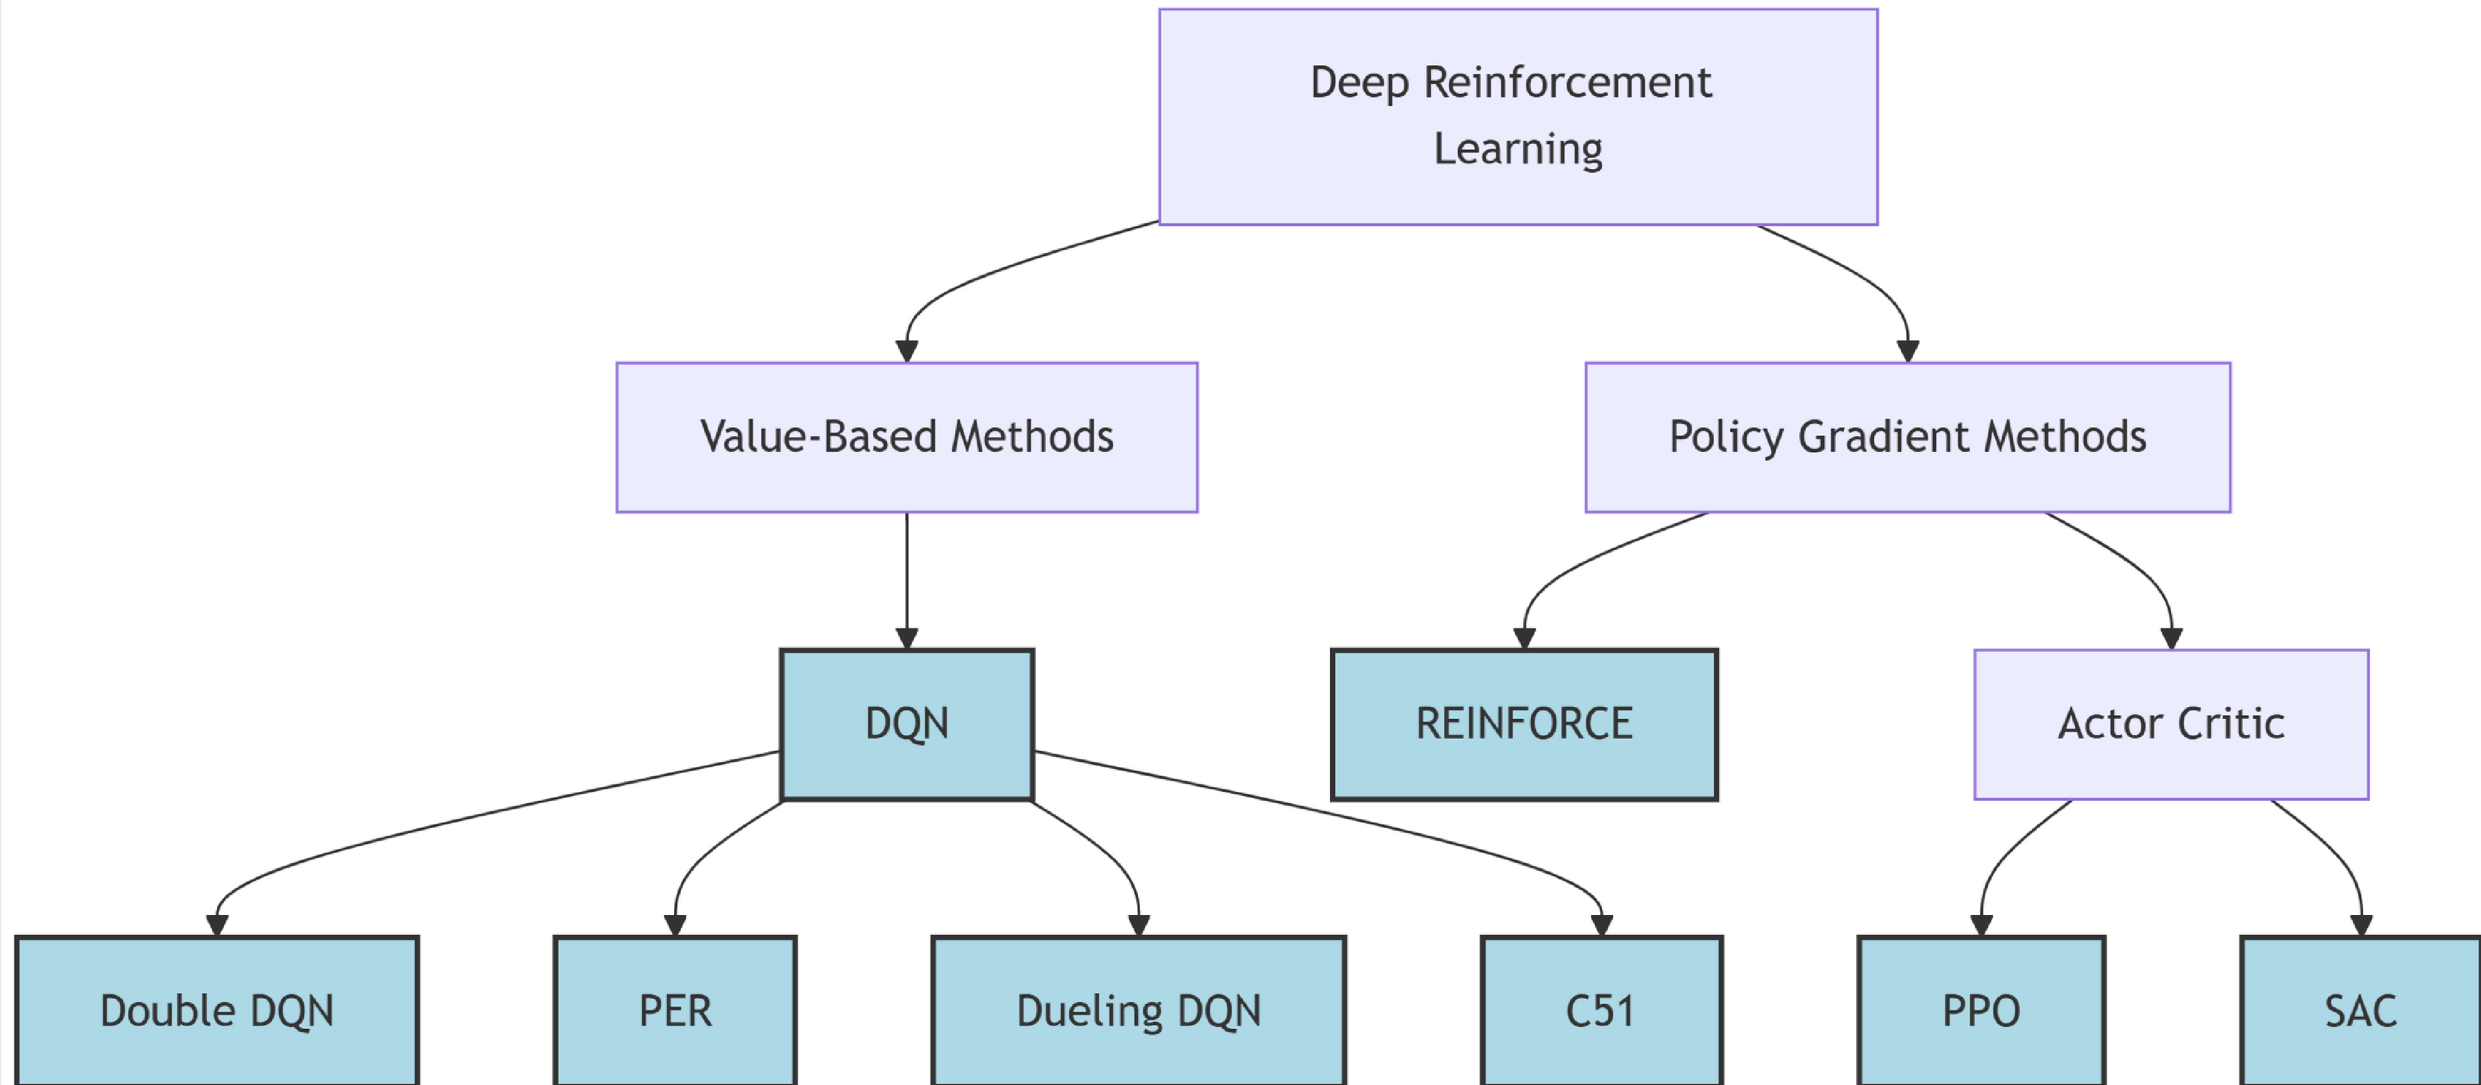 Deep Reinforcement
Learning
Value-Based Methods
Policy Gradient Methods
DQN
REINFORCE
Actor Critic
Double DQN
PER
Dueling DQN
C51
PPO
SAC